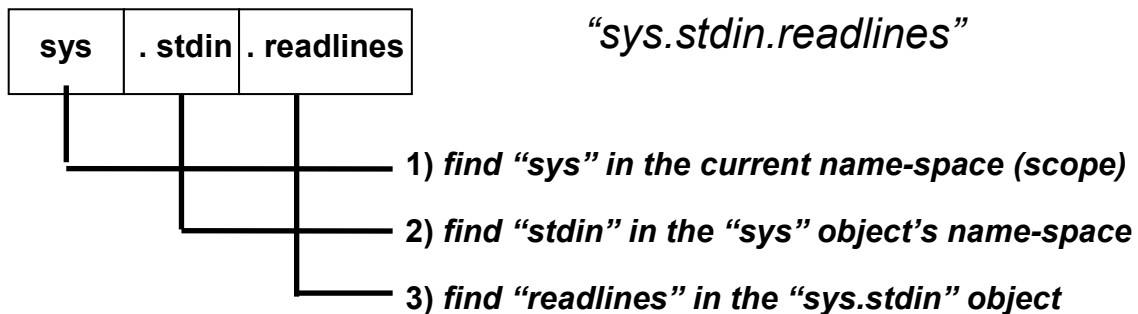 “sys.stdin.readlines”
sys . stdin . readlines
1) find “sys” in the current name-space (scope)
2) find “stdin” in the “sys” object’s name-space
3) find “readlines” in the “sys.stdin” object